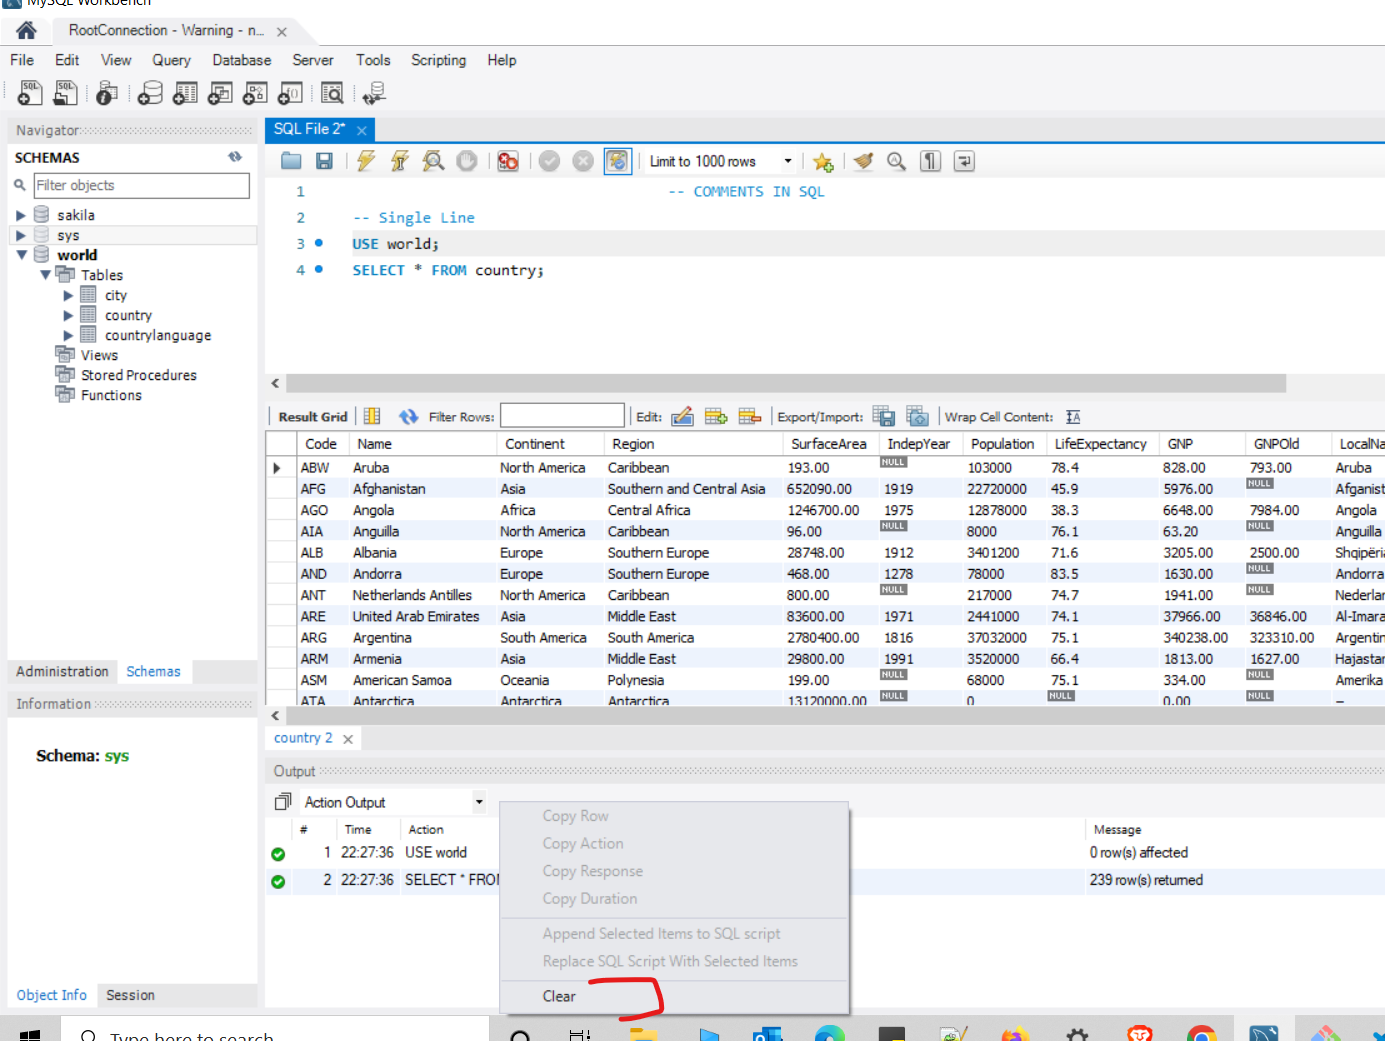 MySQL Workbench
RootConnection - Warning - n...
File Edit View Query Database Server Tools Scripting Help
Navigator
SCHEMAS
Filter objects
sakila
sys
world
Tables
city
country
countrylanguage
Views
Stored Procedures
Functions
Administration Schemas
Information
Schema: sys
Object Info Session
SQL File 2*
Limit to 1000 rows
1 -- COMMENTS IN SQL
2 -- Single Line
3 USE world;
4 SELECT * FROM country;
Result Grid Filter Rows: Edit: Export/Import: Wrap Cell Content:
Code Name Continent Region SurfaceArea IndepYear Population LifeExpectancy GNP GNPOld LocalNa
ABW Aruba North America Caribbean 193.00 NULL 103000 78.4 828.00 793.00 Aruba
AFG Afghanistan Asia Southern and Central Asia 652090.00 1919 22720000 45.9 5976.00 NULL Afganist
AGO Angola Africa Central Africa 1246700.00 1975 12878000 38.3 6648.00 7984.00 Angola
AIA Anguilla North America Caribbean 96.00 NULL 8000 76.1 63.20 NULL Anguilla
ALB Albania Europe Southern Europe 28748.00 1912 3401200 71.6 3205.00 2500.00 Shqipëri
AND Andorra Europe Southern Europe 468.00 1278 78000 83.5 1630.00 NULL Andorra
ANT Netherlands Antilles North America Caribbean 800.00 NULL 217000 74.7 1941.00 NULL Nederlan
ARE United Arab Emirates Asia Middle East 83600.00 1971 2441000 74.1 37966.00 36846.00 Al-Imara
ARG Argentina South America South America 2780400.00 1816 37032000 75.1 340238.00 323310.00 Argentin
ARM Armenia Asia Middle East 29800.00 1991 3520000 66.4 1813.00 1627.00 Hajastan
ASM American Samoa Oceania Polynesia 199.00 NULL 68000 75.1 334.00 NULL Amerika
ATA Antarctica Antarctica Antarctica 13120000.00 NULL 0 NULL 0.00 NULL –
country 2
Output
Action Output
# Time Action Message
1 22:27:36 USE world 0 row(s) affected
2 22:27:36 SELECT * FRO 239 row(s) returned
Copy Row
Copy Action
Copy Response
Copy Duration
Append Selected Items to SQL script
Replace SQL Script With Selected Items
Clear
Type here to search